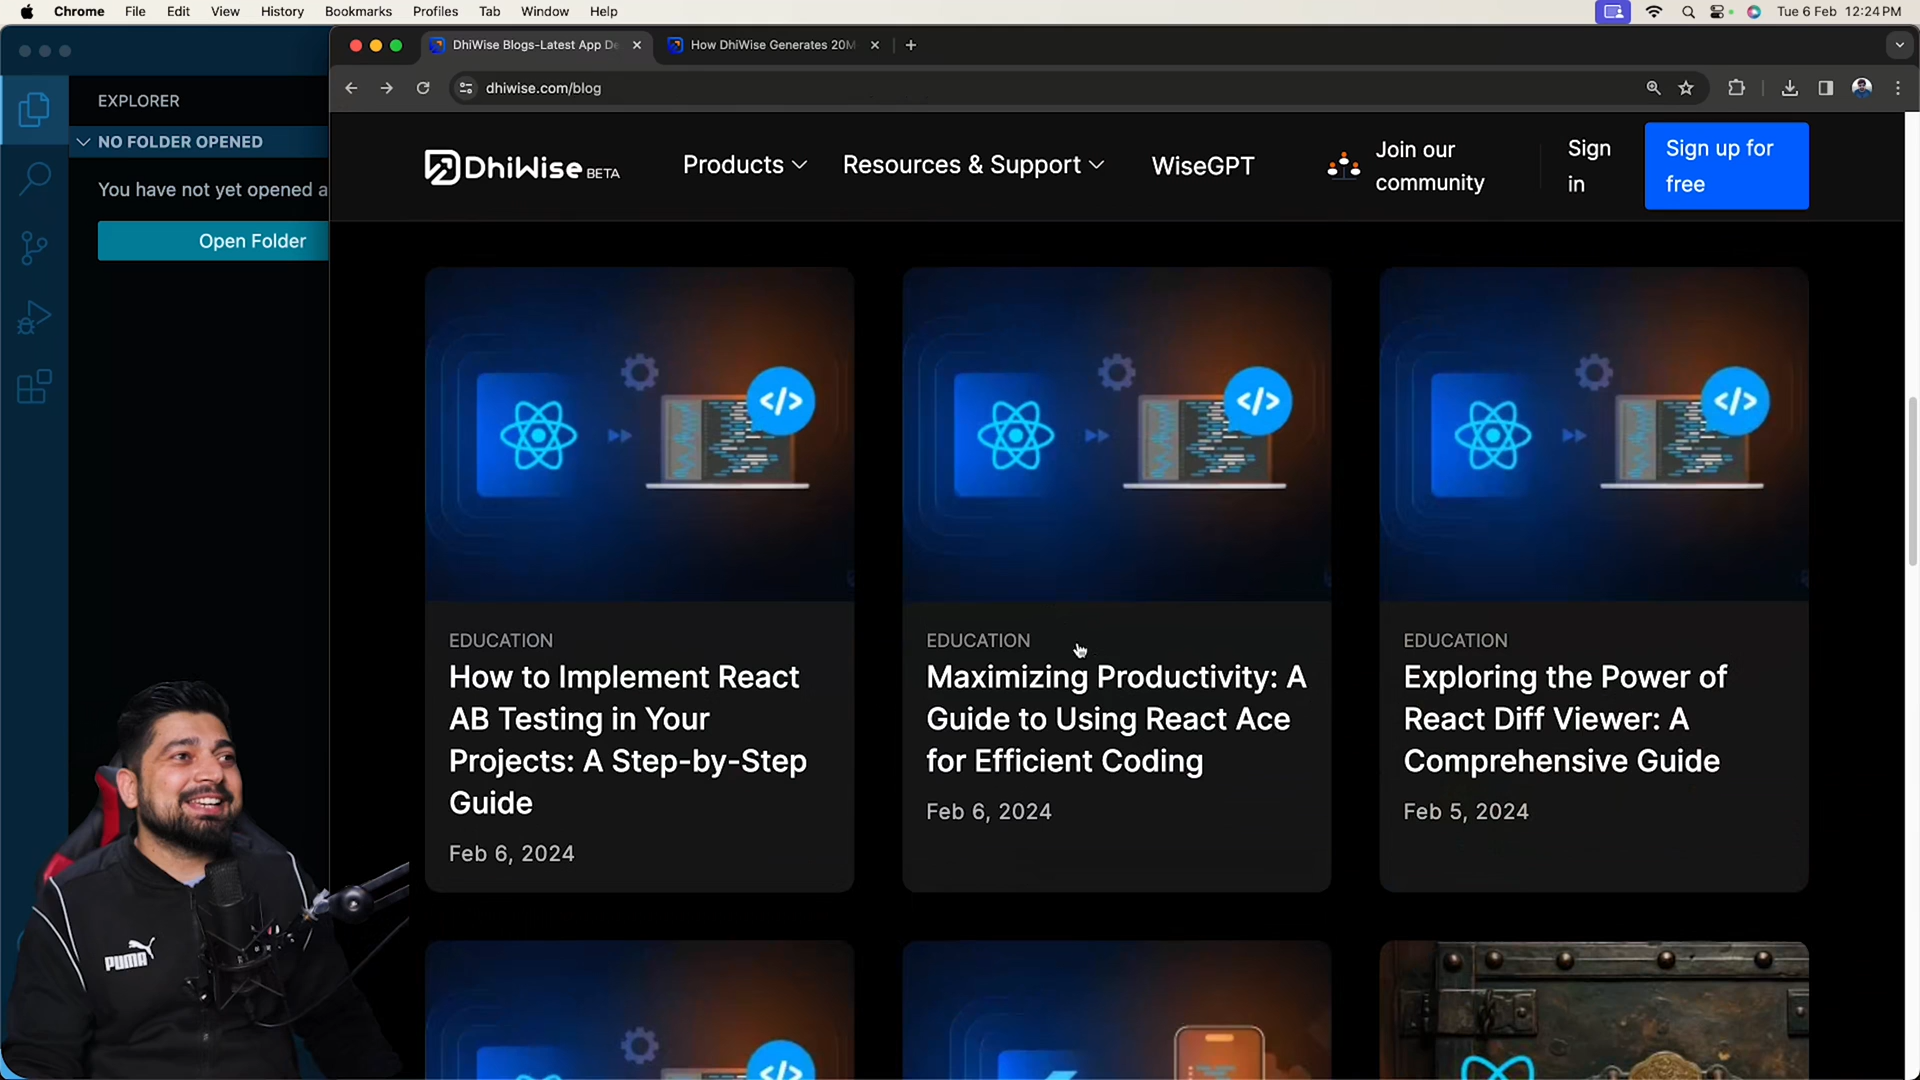 Chrome File Edit View History Bookmarks Profiles Tab Window Help
Tue 6 Feb 12:24 PM
DhiWise Blogs-Latest App De
How DhiWise Generates 20M
dhiwise.com/blog
EXPLORER
NO FOLDER OPENED
You have not yet opened a
Open Folder
DhiWise BETA
Products
Resources & Support
WiseGPT
Join our
community
Sign
in
Sign up for
free
</>
</>
</>
EDUCATION
How to Implement React
AB Testing in Your
Projects: A Step-by-Step
Guide
Feb 6, 2024
EDUCATION
Maximizing Productivity: A
Guide to Using React Ace
for Efficient Coding
Feb 6, 2024
EDUCATION
Exploring the Power of
React Diff Viewer: A
Comprehensive Guide
Feb 5, 2024
</>
PUMA